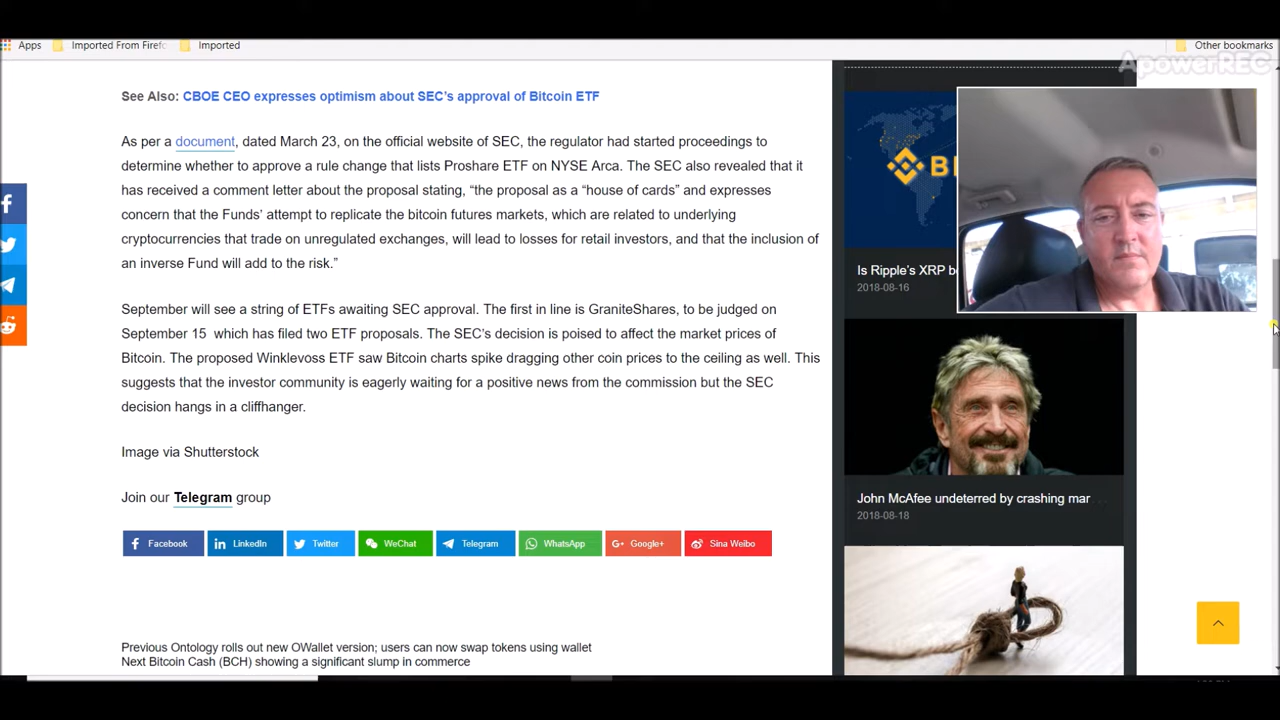 Apps
Imported From Firefo
Imported
Other bookmarks
ApowerREC
See Also: CBOE CEO expresses optimism about SEC’s approval of Bitcoin ETF
As per a document, dated March 23, on the official website of SEC, the regulator had started proceedings to
determine whether to approve a rule change that lists Proshare ETF on NYSE Arca. The SEC also revealed that it
has received a comment letter about the proposal stating, “the proposal as a “house of cards” and expresses
concern that the Funds’ attempt to replicate the bitcoin futures markets, which are related to underlying
cryptocurrencies that trade on unregulated exchanges, will lead to losses for retail investors, and that the inclusion of
an inverse Fund will add to the risk.”
September will see a string of ETFs awaiting SEC approval. The first in line is GraniteShares, to be judged on
September 15 which has filed two ETF proposals. The SEC’s decision is poised to affect the market prices of
Bitcoin. The proposed Winklevoss ETF saw Bitcoin charts spike dragging other coin prices to the ceiling as well. This
suggests that the investor community is eagerly waiting for a positive news from the commission but the SEC
decision hangs in a cliffhanger.
Image via Shutterstock
Join our Telegram group
Facebook
LinkedIn
Twitter
WeChat
Telegram
WhatsApp
Google+
Sina Weibo
Previous Ontology rolls out new OWallet version; users can now swap tokens using wallet
Next Bitcoin Cash (BCH) showing a significant slump in commerce
BI
Is Ripple’s XRP be
2018-08-16
John McAfee undeterred by crashing mar...
2018-08-18